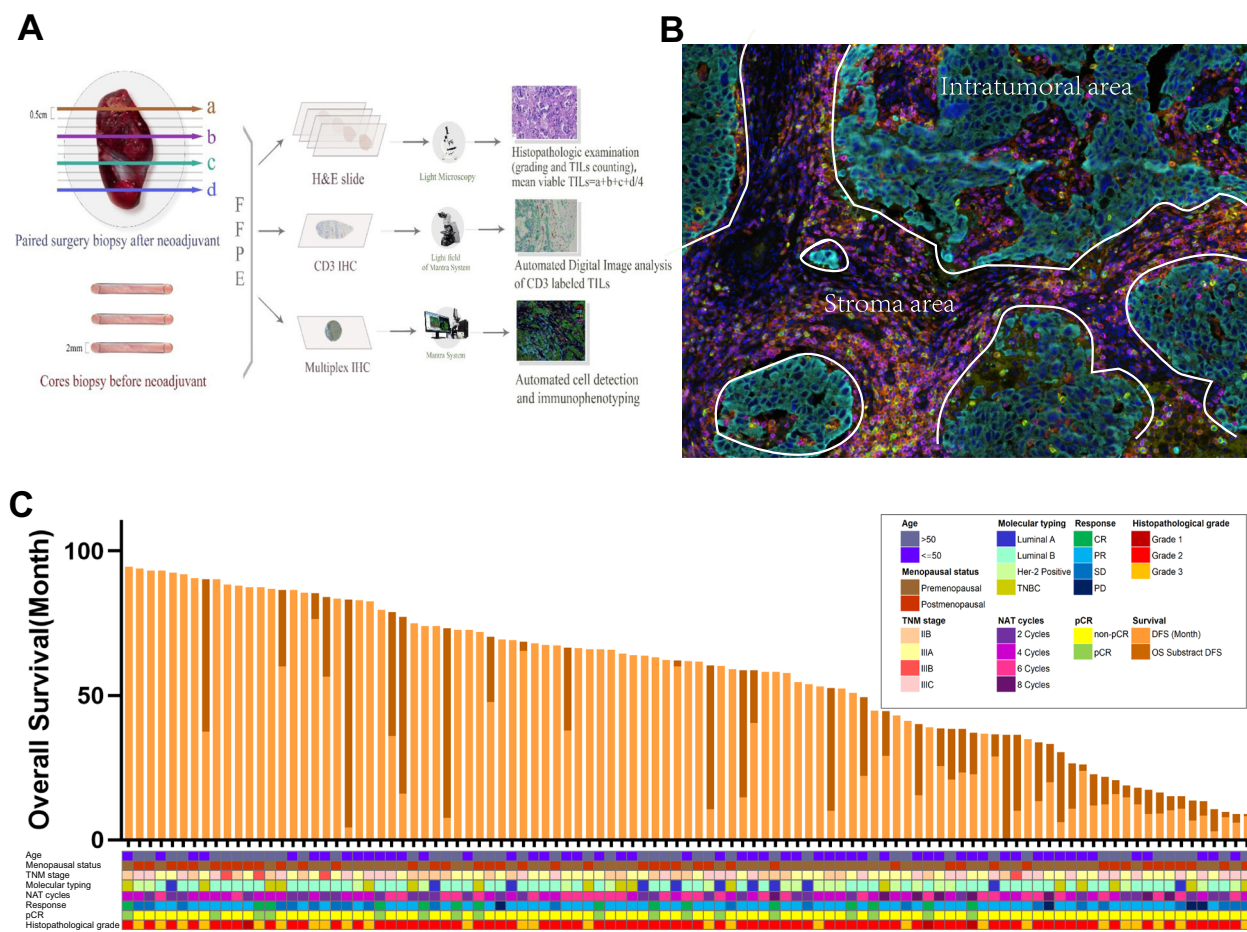 A
0.5cm
a
b
c
d
Paired surgery biopsy after neoadjuvant
2mm
Cores biopsy before neoadjuvant
F
F
P
E
H&E slide
Light Microscopy
Histopathologic examination
(grading and TILs counting),
mean viable TILs=a+b+c+d/4
CD3 IHC
Light field
of Mantra System
Automated Digital Image analysis
of CD3 labeled TILs
Multiplex IHC
Mantra System
Automated cell detection
and immunophenotyping
B
Intratumoral area
Stroma area
C
Overall Survival(Month)
100
50
0
Age
>50
<=50
Menopausal status
Premenopausal
Postmenopausal
TNM stage
IIB
IIIA
IIIB
IIIC
Molecular typing
Luminal A
Luminal B
Her-2 Positive
TNBC
NAT cycles
2 Cycles
4 Cycles
6 Cycles
8 Cycles
Response
CR
PR
SD
PD
pCR
non-pCR
pCR
Histopathological grade
Grade 1
Grade 2
Grade 3
Survival
DFS (Month)
OS Substract DFS
Age
Menopausal status
TNM stage
Molecular typing
NAT cycles
Response
pCR
Histopathological grade